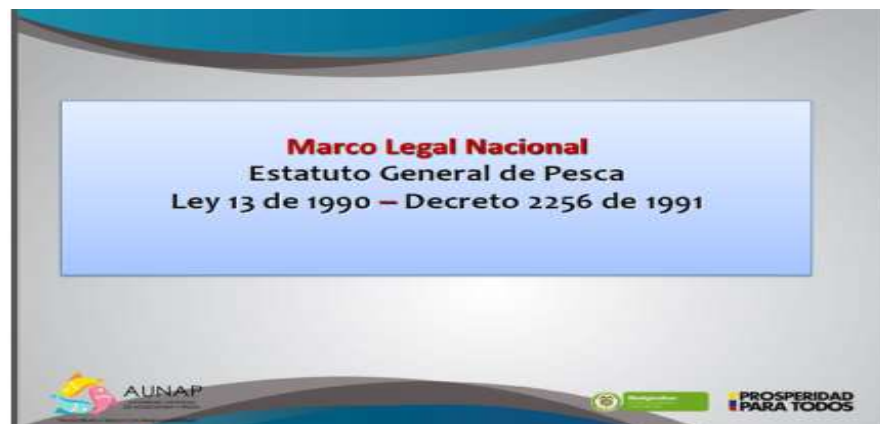 Marco Legal Nacional
Estatuto General de Pesca
Ley 13 de 1990 – Decreto 2256 de 1991
AUNAP
PROSPERIDAD
PARA TODOS